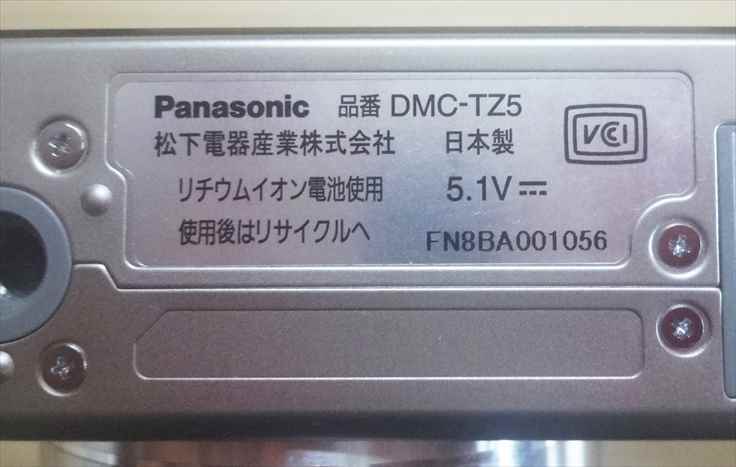 Panasonic 品番 DMC-TZ5
松下電器産業株式会社 日本製
VCCI
リチウムイオン電池使用 5.1V⎓
使用後はリサイクルへ FN8BA001056